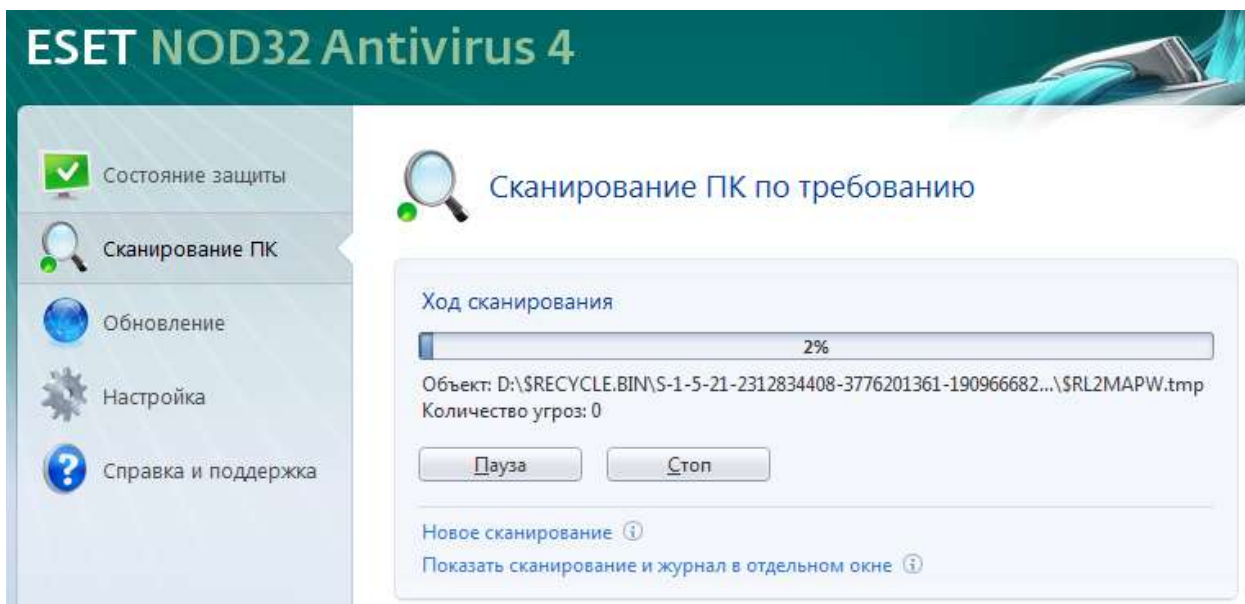 ESET NOD32 Antivirus 4
Состояние защиты
Сканирование ПК
Обновление
Настройка
Справка и поддержка
Сканирование ПК по требованию
Ход сканирования
2%
Объект: D:\$RECYCLE.BIN\S-1-5-21-2312834408-3776201361-190966682...\$RL2MAPW.tmp
Количество угроз: 0
Пауза
Стоп
Новое сканирование
Показать сканирование и журнал в отдельном окне